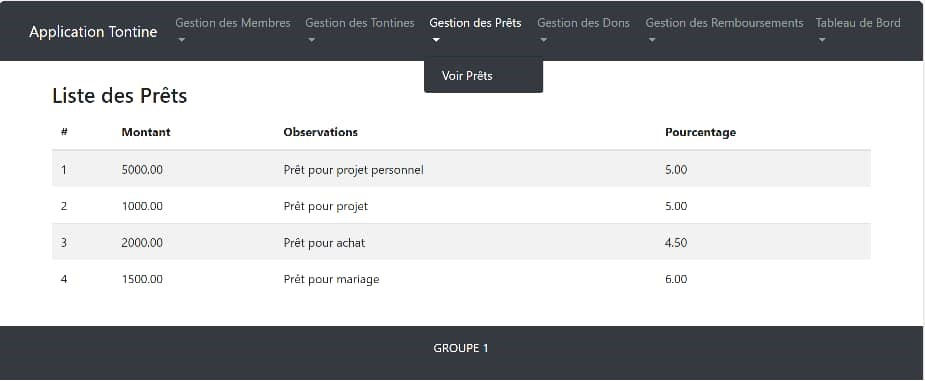 Application Tontine Gestion des Membres Gestion des Tontines Gestion des Prêts Gestion des Dons Gestion des Remboursements Tableau de Bord
Voir Prêts
Liste des Prêts
# Montant Observations Pourcentage
1 5000.00 Prêt pour projet personnel 5.00
2 1000.00 Prêt pour projet 5.00
3 2000.00 Prêt pour achat 4.50
4 1500.00 Prêt pour mariage 6.00
GROUPE 1